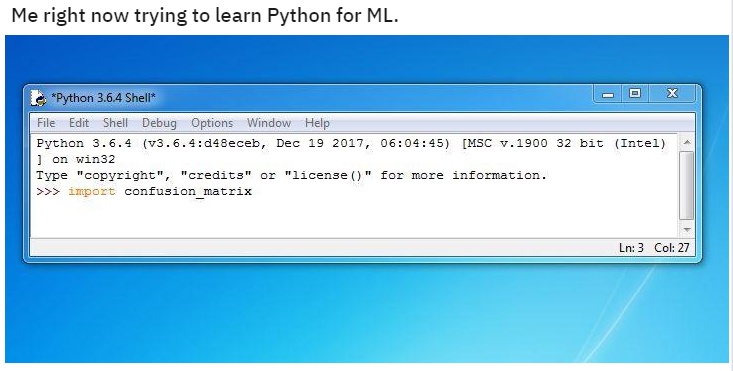 Me right now trying to learn Python for ML.
*Python 3.6.4 Shell*
File Edit Shell Debug Options Window Help
Python 3.6.4 (v3.6.4:d48eceb, Dec 19 2017, 06:04:45) [MSC v.1900 32 bit (Intel)
] on win32
Type "copyright", "credits" or "license()" for more information.
>>> import confusion_matrix
Ln: 3 Col: 27